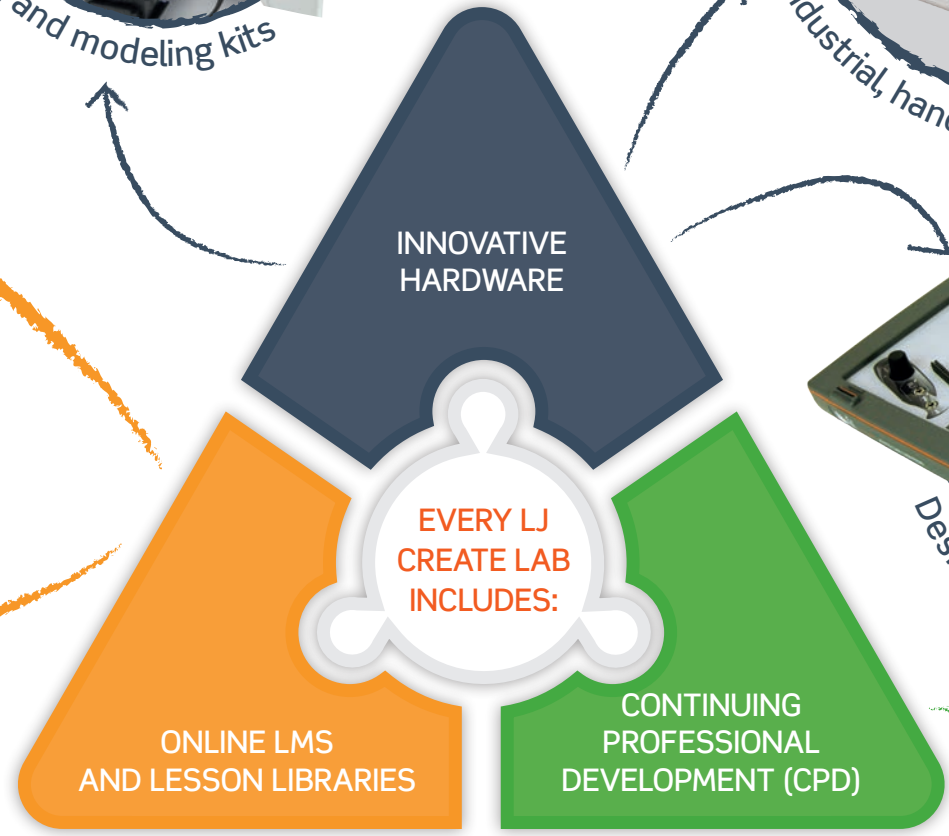 and modeling kits
INNOVATIVE
HARDWARE
EVERY LJ
CREATE LAB
INCLUDES:
ONLINE LMS
AND LESSON LIBRARIES
CONTINUING
PROFESSIONAL
DEVELOPMENT (CPD)